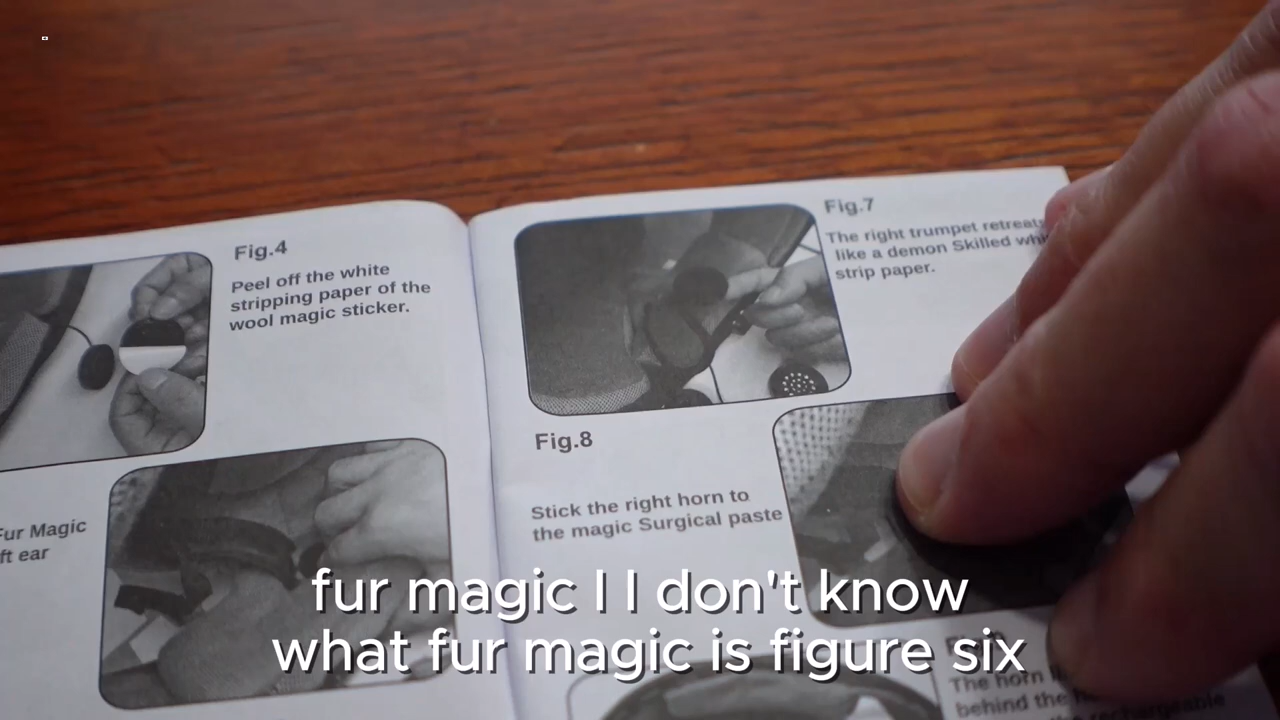 Fig.4
Peel off the white
stripping paper of the
wool magic sticker.
Fur Magic
ft ear
Fig.7
The right trumpet retreats
like a demon Skilled whi
strip paper.
Fig.8
Stick the right horn to
the magic Surgical paste
The horn
behind the
rechargeable
fur magic I I don't know
what fur magic is figure six